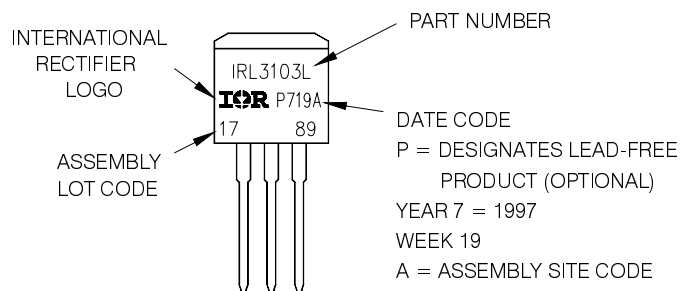 INTERNATIONAL
RECTIFIER
LOGO
ASSEMBLY
LOT CODE
IRL3103L
IOR P719A
17 89
PART NUMBER
DATE CODE
P = DESIGNATES LEAD-FREE
PRODUCT (OPTIONAL)
YEAR 7 = 1997
WEEK 19
A = ASSEMBLY SITE CODE